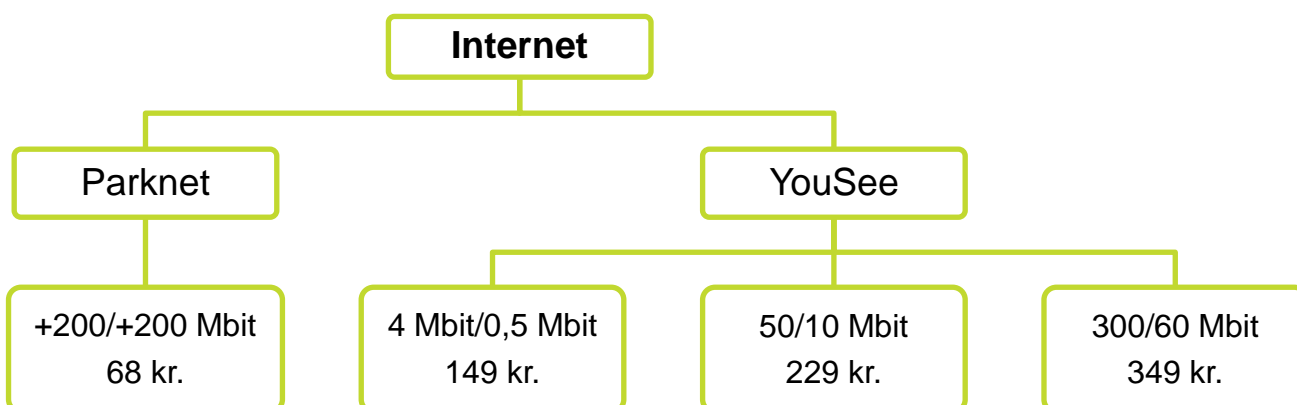 Internet
Parknet
YouSee
+200/+200 Mbit
68 kr.
4 Mbit/0,5 Mbit
149 kr.
50/10 Mbit
229 kr.
300/60 Mbit
349 kr.